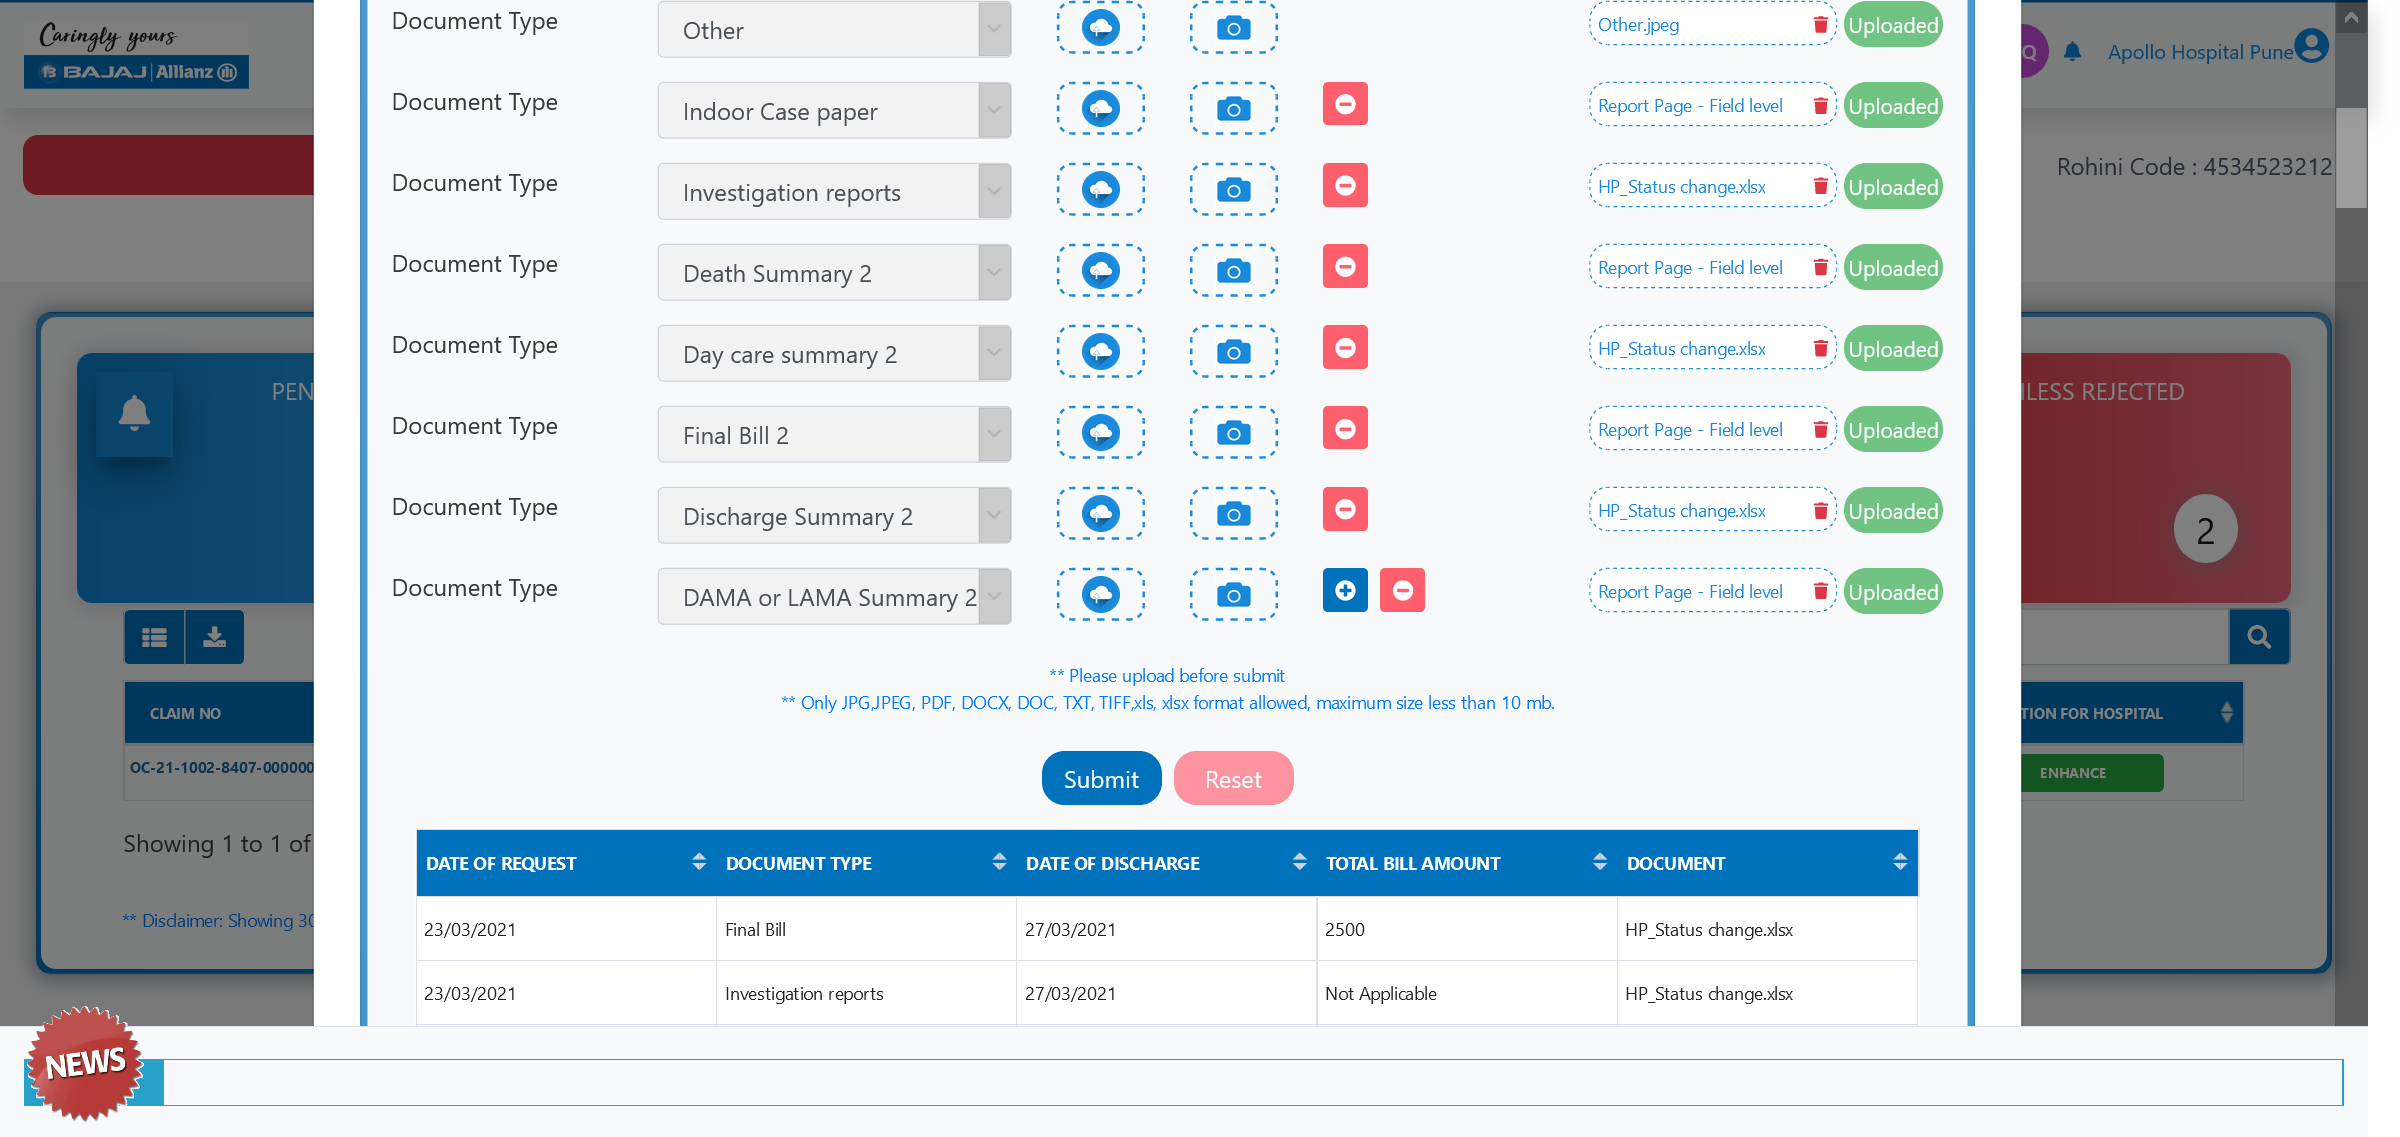 Caringly yours
BAJAJ | Allianz
Q
Apollo Hospital Pune
Rohini Code : 4534523212
PEN
ILESS REJECTED
2
CLAIM NO
TION FOR HOSPITAL
OC-21-1002-8407-000000
ENHANCE
Showing 1 to 1 of
** Disclaimer: Showing 30
Document Type Other Other.jpeg Uploaded
Document Type Indoor Case paper Report Page - Field level Uploaded
Document Type Investigation reports HP_Status change.xlsx Uploaded
Document Type Death Summary 2 Report Page - Field level Uploaded
Document Type Day care summary 2 HP_Status change.xlsx Uploaded
Document Type Final Bill 2 Report Page - Field level Uploaded
Document Type Discharge Summary 2 HP_Status change.xlsx Uploaded
Document Type DAMA or LAMA Summary 2 Report Page - Field level Uploaded
** Please upload before submit
** Only JPG,JPEG, PDF, DOCX, DOC, TXT, TIFF,xls, xlsx format allowed, maximum size less than 10 mb.
Submit Reset
DATE OF REQUEST DOCUMENT TYPE DATE OF DISCHARGE TOTAL BILL AMOUNT DOCUMENT
23/03/2021 Final Bill 27/03/2021 2500 HP_Status change.xlsx
23/03/2021 Investigation reports 27/03/2021 Not Applicable HP_Status change.xlsx
NEWS